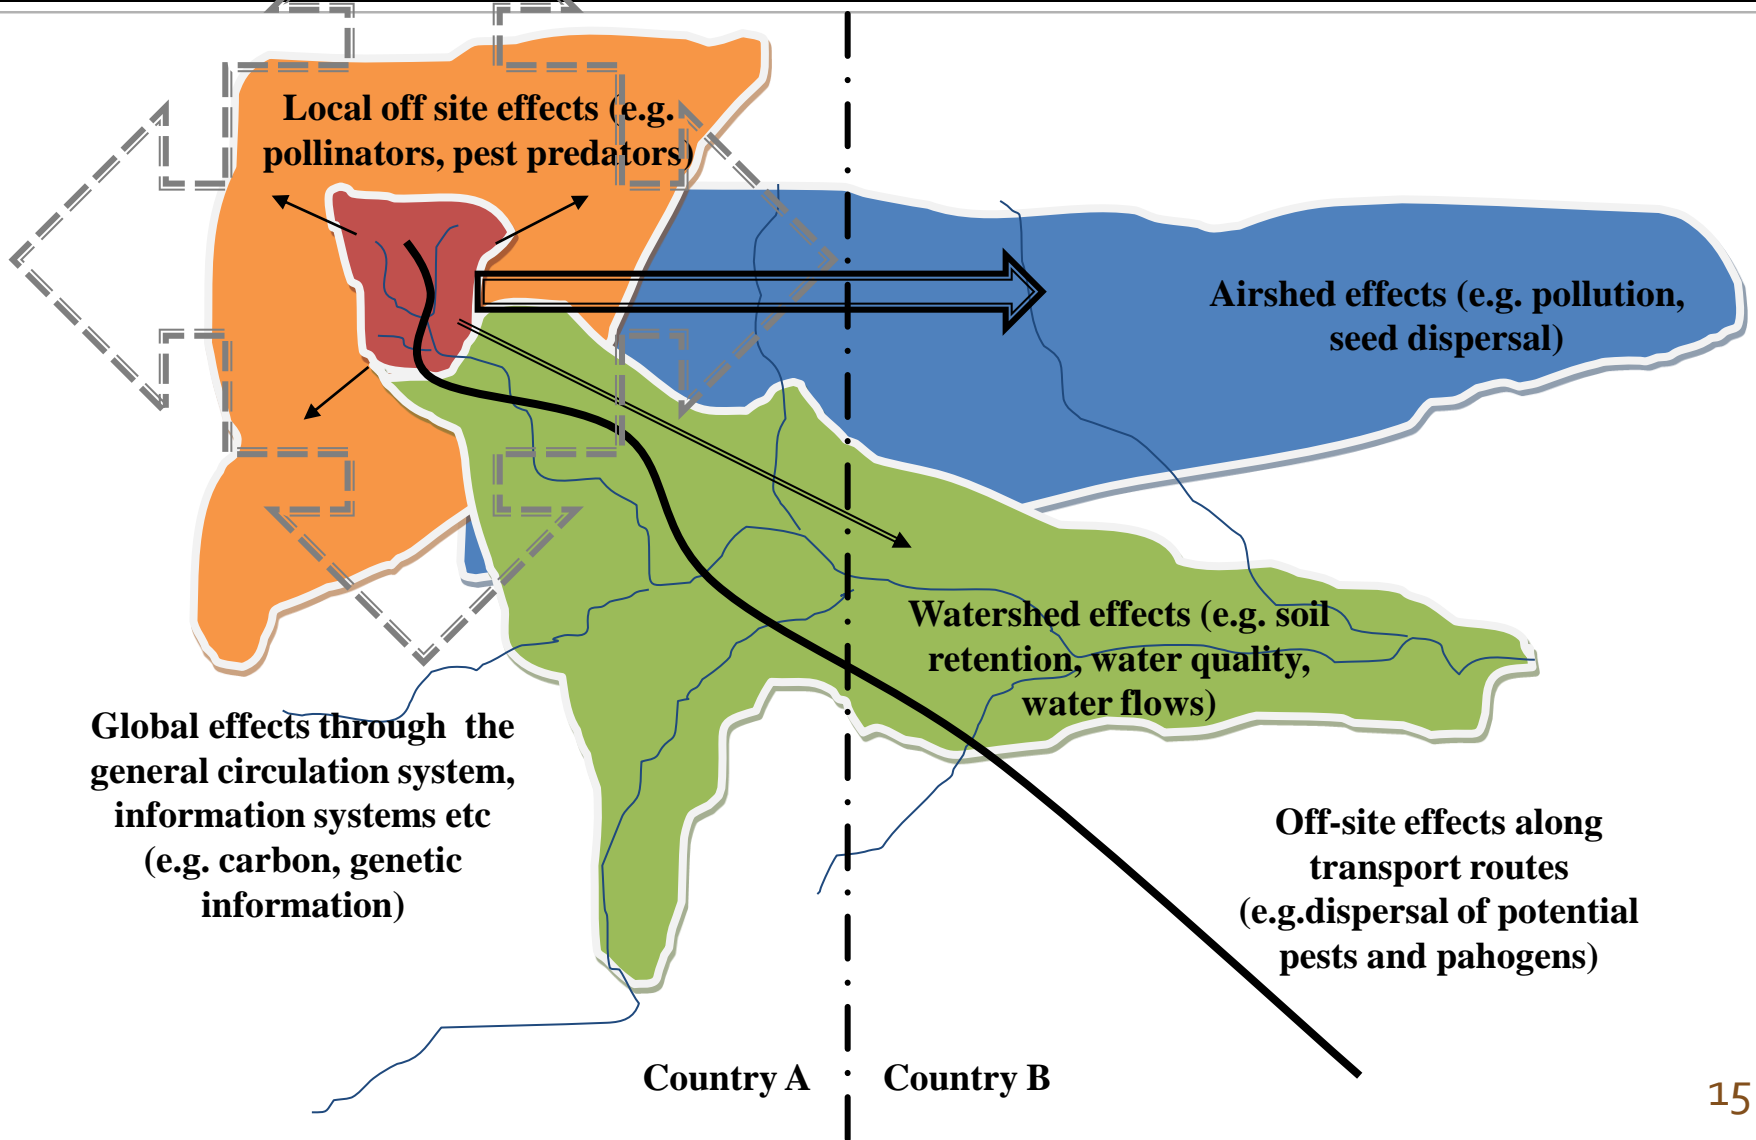 Local off site effects (e.g.
pollinators, pest predators)
Airshed effects (e.g. pollution,
seed dispersal)
Watershed effects (e.g. soil
retention, water quality,
water flows)
Global effects through the
general circulation system,
information systems etc
(e.g. carbon, genetic
information)
Off-site effects along
transport routes
(e.g.dispersal of potential
pests and pahogens)
Country A
Country B
15